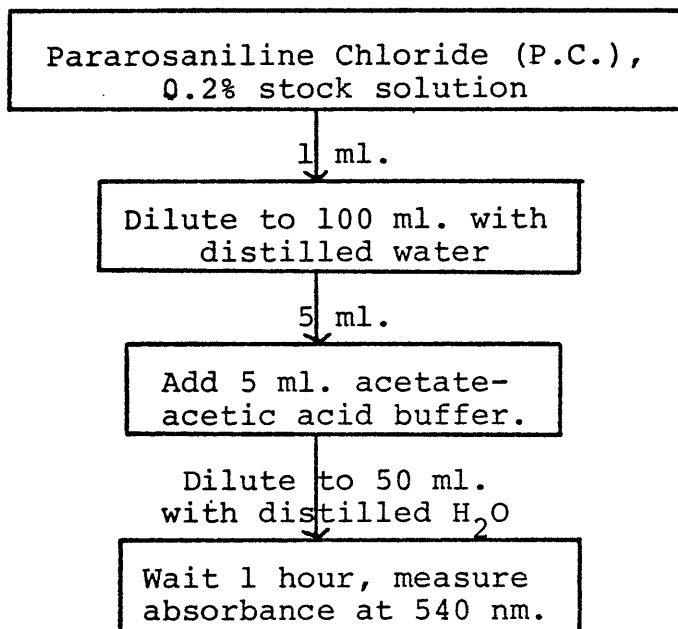 Pararosaniline Chloride (P.C.),
0.2% stock solution
1 ml.
Dilute to 100 ml. with
distilled water
5 ml.
Add 5 ml. acetate-
acetic acid buffer.
Dilute to 50 ml.
with distilled H₂O
Wait 1 hour, measure
absorbance at 540 nm.